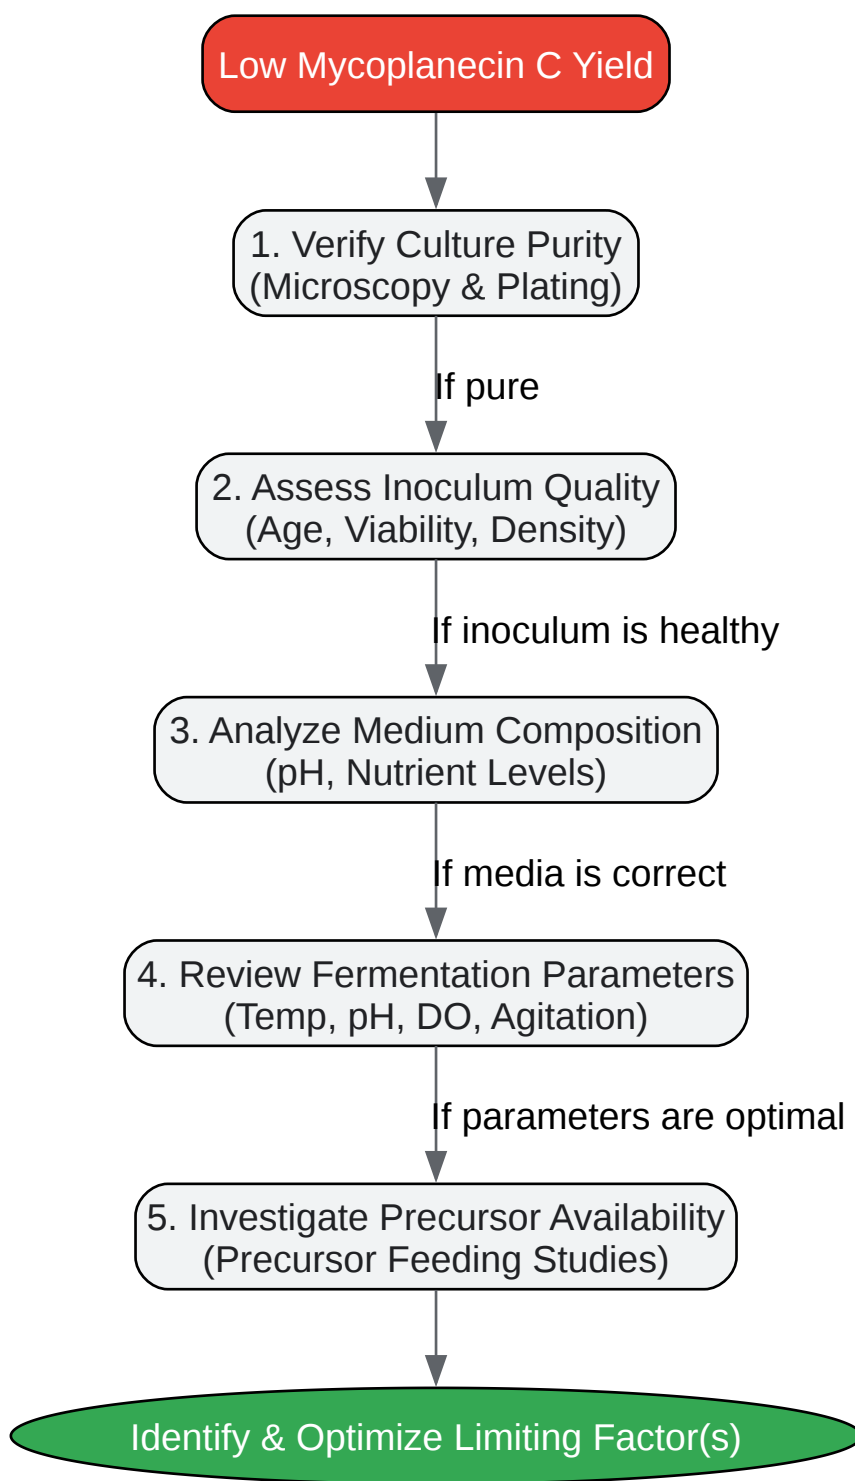 Low Mycoplanecin C Yield
1. Verify Culture Purity
(Microscopy & Plating)
If pure
2. Assess Inoculum Quality
(Age, Viability, Density)
If inoculum is healthy
3. Analyze Medium Composition
(pH, Nutrient Levels)
If media is correct
4. Review Fermentation Parameters
(Temp, pH, DO, Agitation)
If parameters are optimal
5. Investigate Precursor Availability
(Precursor Feeding Studies)
Identify & Optimize Limiting Factor(s)